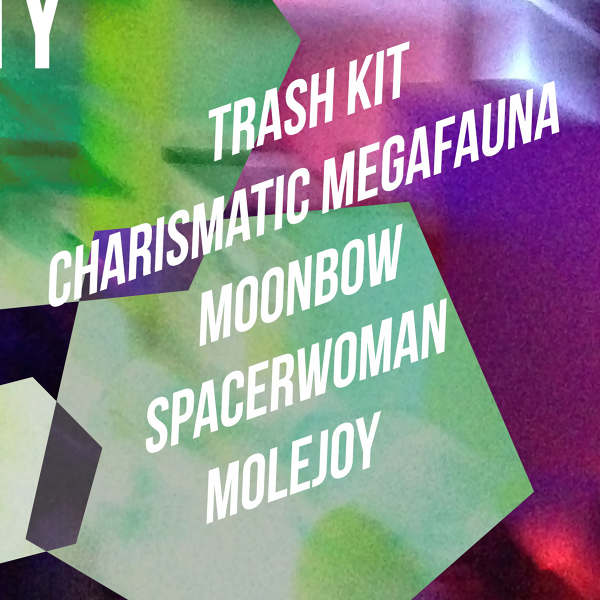 TRASH KIT
CHARISMATIC MEGAFAUNA
MOONBOW
SPACERWOMAN
MOLEJOY